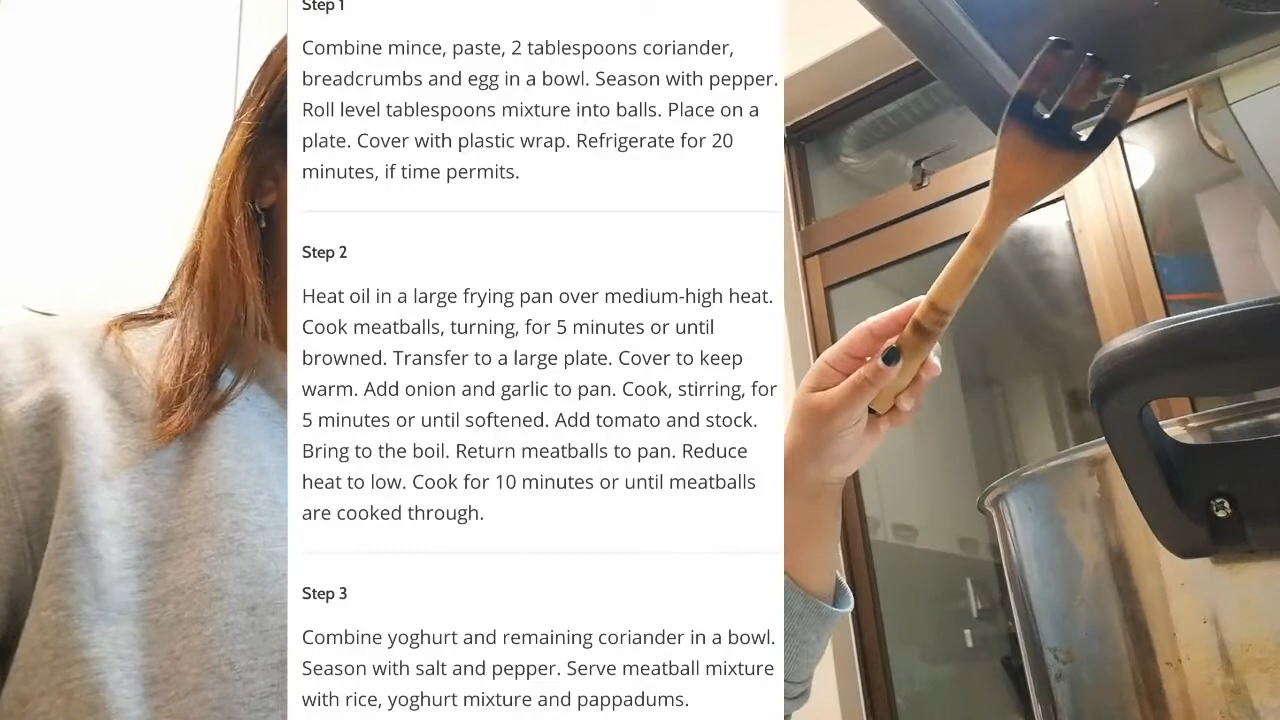 Step 1
Combine mince, paste, 2 tablespoons coriander,
breadcrumbs and egg in a bowl. Season with pepper.
Roll level tablespoons mixture into balls. Place on a
plate. Cover with plastic wrap. Refrigerate for 20
minutes, if time permits.
Step 2
Heat oil in a large frying pan over medium-high heat.
Cook meatballs, turning, for 5 minutes or until
browned. Transfer to a large plate. Cover to keep
warm. Add onion and garlic to pan. Cook, stirring, for
5 minutes or until softened. Add tomato and stock.
Bring to the boil. Return meatballs to pan. Reduce
heat to low. Cook for 10 minutes or until meatballs
are cooked through.
Step 3
Combine yoghurt and remaining coriander in a bowl.
Season with salt and pepper. Serve meatball mixture
with rice, yoghurt mixture and pappadums.